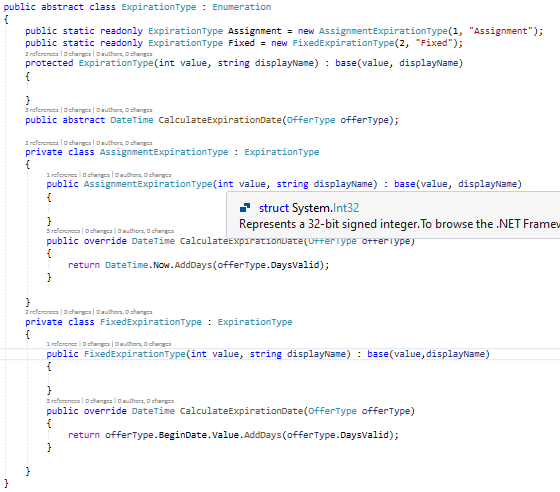 public abstract class ExpirationType : Enumeration
{
public static readonly ExpirationType Assignment = new AssignmentExpirationType(1, "Assignment");
public static readonly ExpirationType Fixed = new FixedExpirationType(2, "Fixed");
2 references | 0 changes | 0 authors, 0 changes
protected ExpirationType(int value, string displayName) : base(value, displayName)
{
}
3 references | 0 changes | 0 authors, 0 changes
public abstract DateTime CalculateExpirationDate(OfferType offerType);
2 references | 0 changes | 0 authors, 0 changes
private class AssignmentExpirationType : ExpirationType
{
1 reference | 0 changes | 0 authors, 0 changes
public AssignmentExpirationType(int value, string displayName) : base(value, displayName)
{
struct System.Int32
}
Represents a 32-bit signed integer.To browse the .NET Framew
3 references | 0 changes | 0 authors, 0 changes
public override DateTime CalculateExpirationDate(OfferType offerType)
{
return DateTime.Now.AddDays(offerType.DaysValid);
}
}
2 references | 0 changes | 0 authors, 0 changes
private class FixedExpirationType : ExpirationType
{
1 reference | 0 changes | 0 authors, 0 changes
public FixedExpirationType(int value, string displayName) : base(value,displayName)
{
}
3 references | 0 changes | 0 authors, 0 changes
public override DateTime CalculateExpirationDate(OfferType offerType)
{
return offerType.BeginDate.Value.AddDays(offerType.DaysValid);
}
}
}